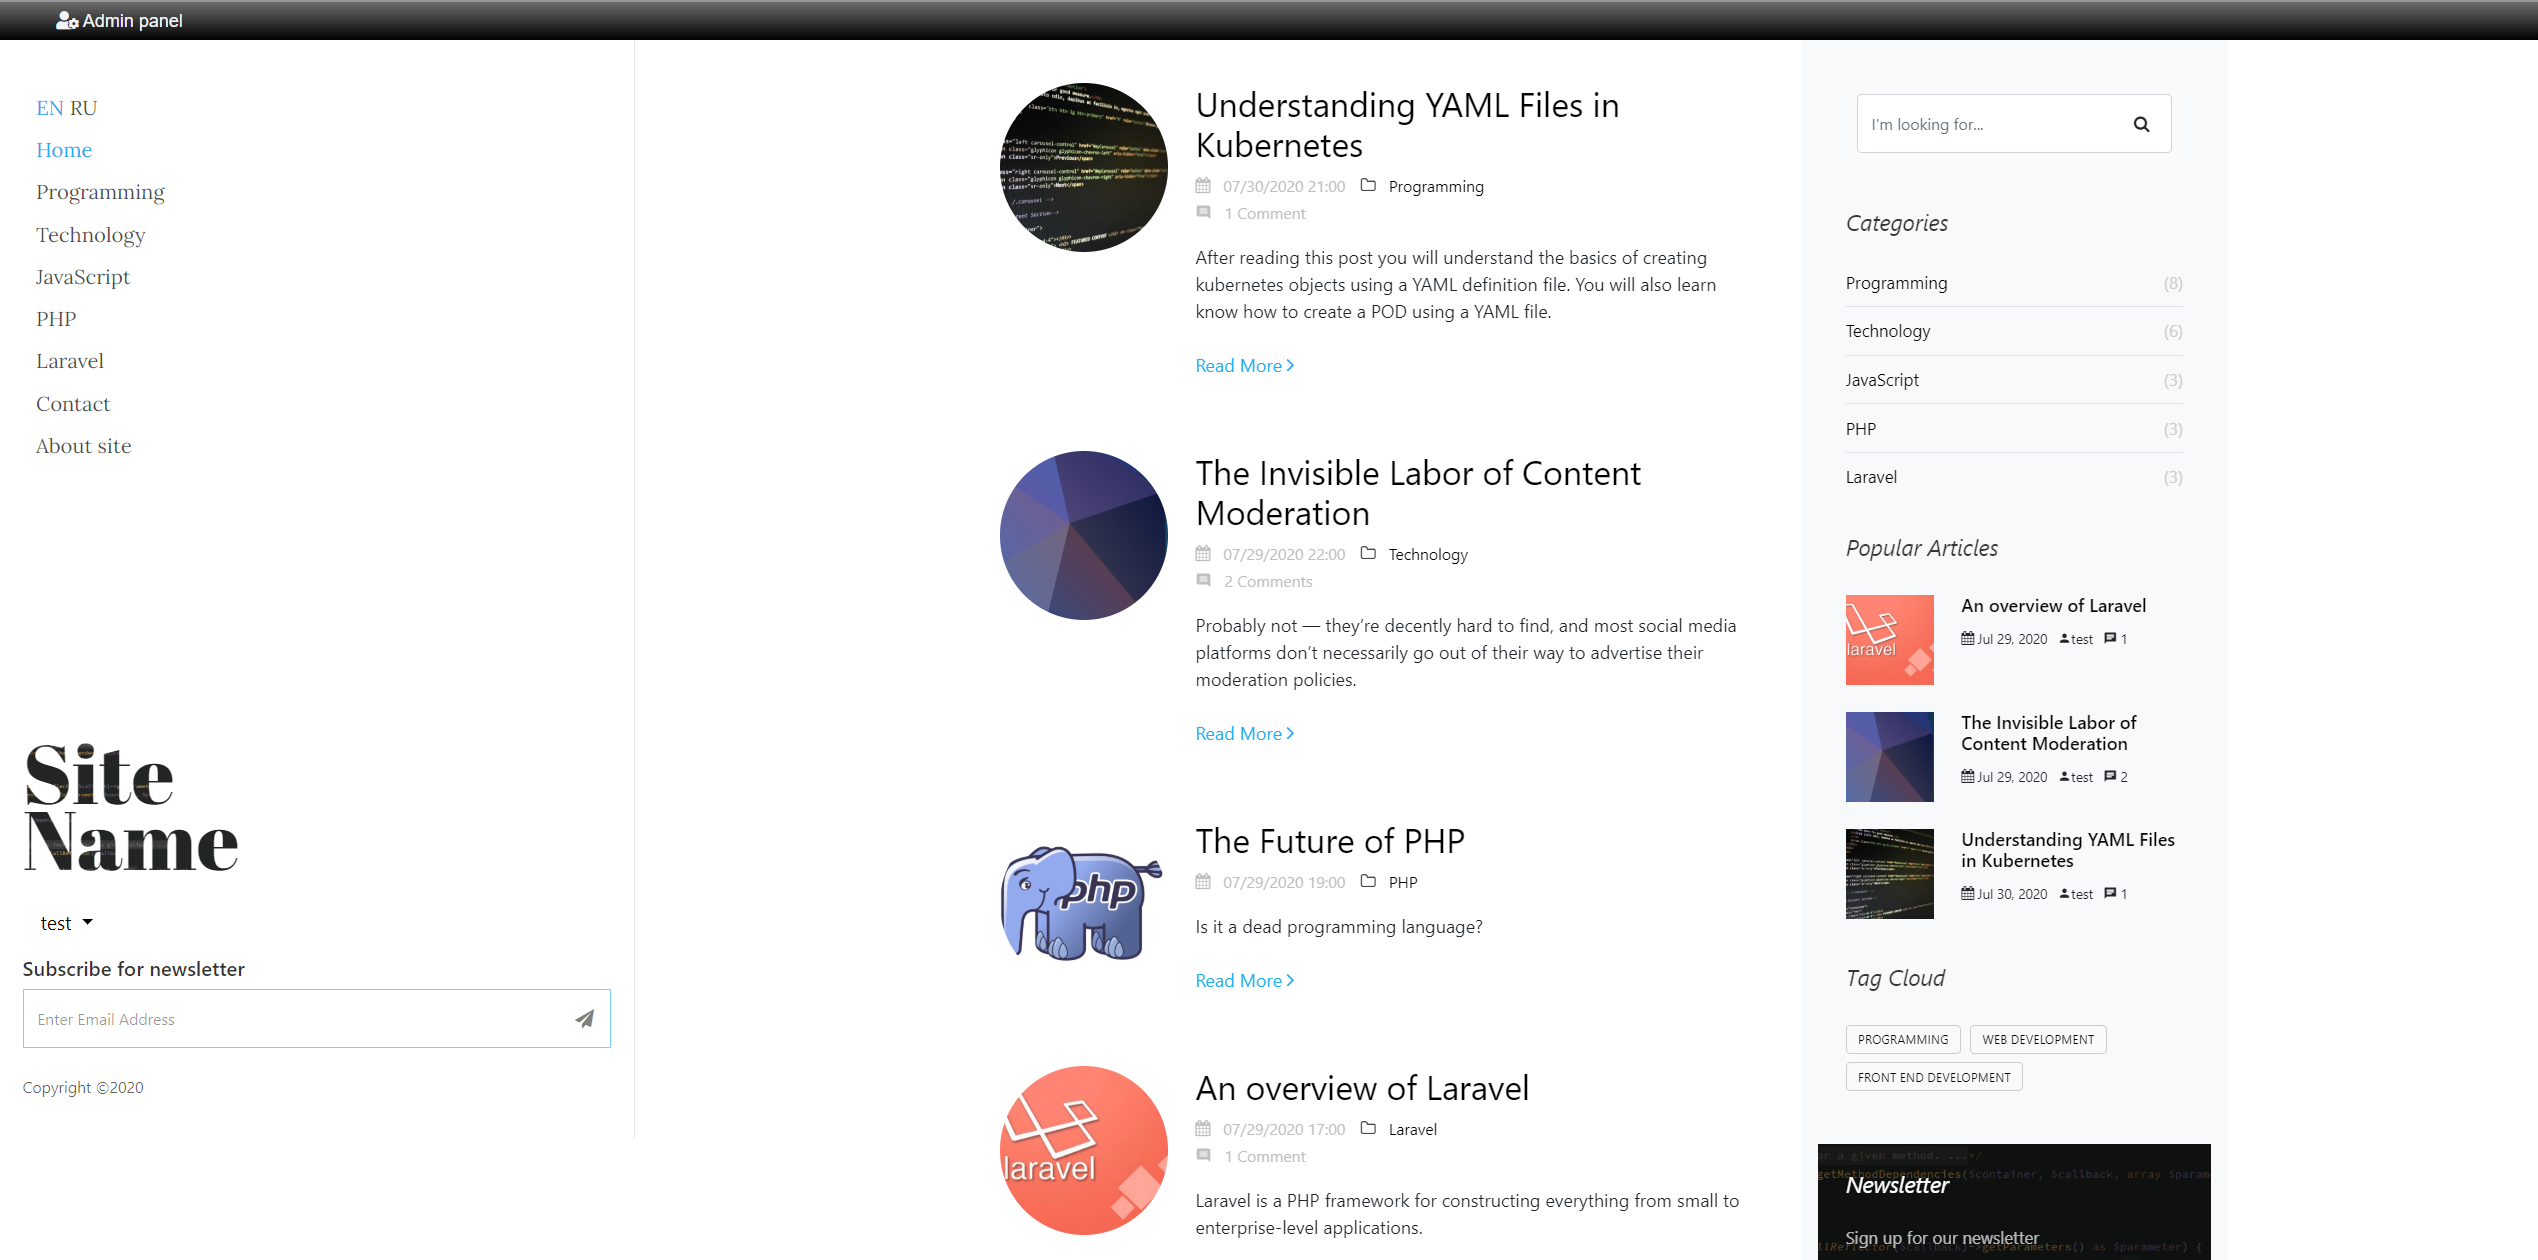 Admin panel
EN RU
Home
Programming
Technology
JavaScript
PHP
Laravel
Contact
About site
Site
Name
test
Subscribe for newsletter
Enter Email Address
Copyright ©2020
Understanding YAML Files in
Kubernetes
07/30/2020 21:00 Programming
1 Comment
After reading this post you will understand the basics of creating
kubernetes objects using a YAML definition file. You will also learn
know how to create a POD using a YAML file.
Read More
The Invisible Labor of Content
Moderation
07/29/2020 22:00 Technology
2 Comments
Probably not — they’re decently hard to find, and most social media
platforms don’t necessarily go out of their way to advertise their
moderation policies.
Read More
php
The Future of PHP
07/29/2020 19:00 PHP
Is it a dead programming language?
Read More
laravel
An overview of Laravel
07/29/2020 17:00 Laravel
1 Comment
Laravel is a PHP framework for constructing everything from small to
enterprise-level applications.
I'm looking for...
Categories
Programming (8)
Technology (6)
JavaScript (3)
PHP (3)
Laravel (3)
Popular Articles
laravel
An overview of Laravel
Jul 29, 2020 test 1
The Invisible Labor of
Content Moderation
Jul 29, 2020 test 2
Understanding YAML Files
in Kubernetes
Jul 30, 2020 test 1
Tag Cloud
PROGRAMMING WEB DEVELOPMENT
FRONT END DEVELOPMENT
or a given method. ...*/
getMethodDependencies($container, $callback, array $param
Newsletter
Sign up for our newsletter